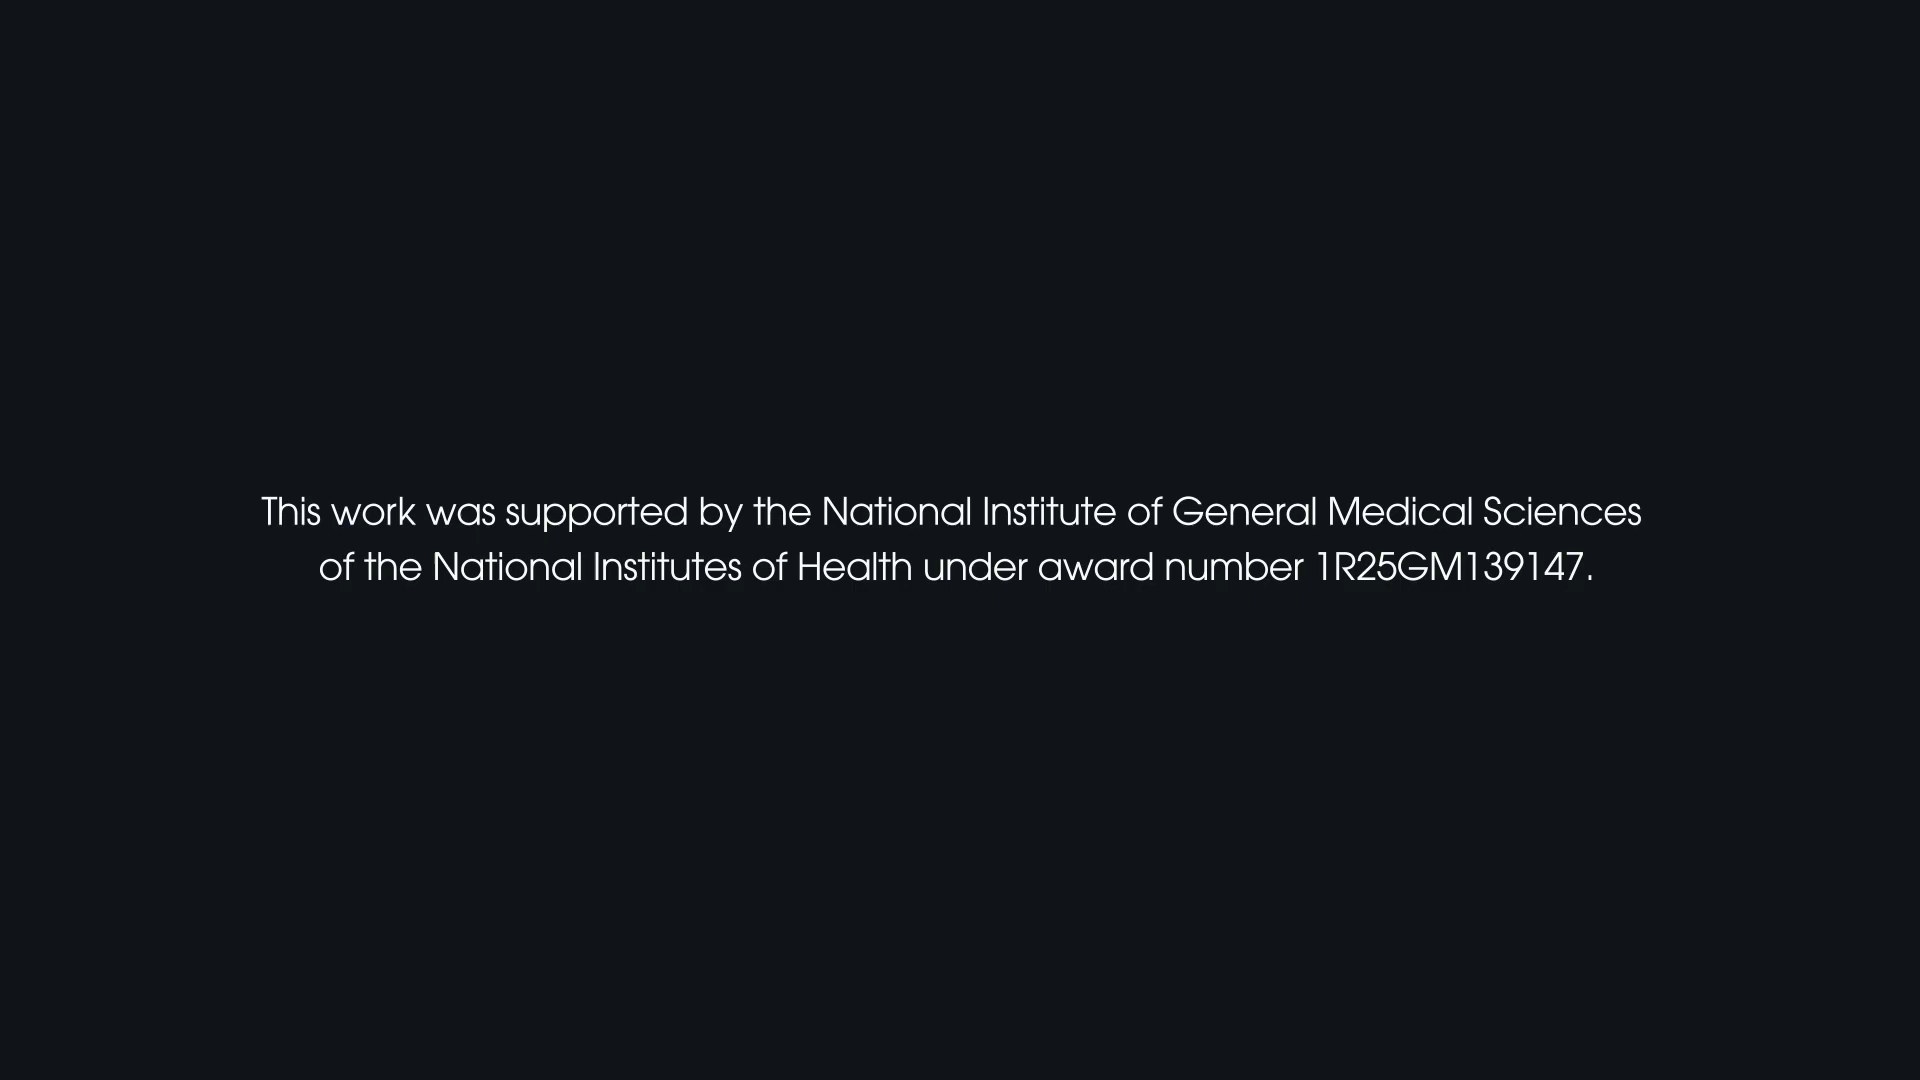 This work was supported by the National Institute of General Medical Sciences
of the National Institutes of Health under award number 1R25GM139147.